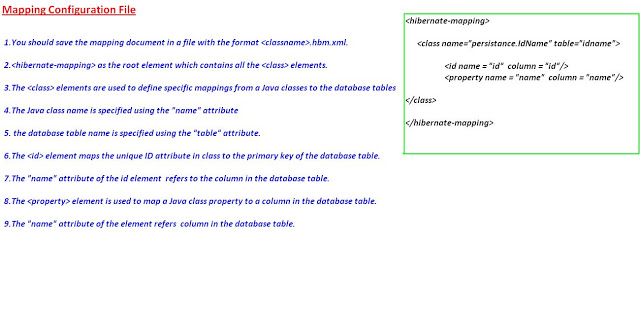 Mapping Configuration File
1.You should save the mapping document in a file with the format <classname>.hbm.xml.
2.<hibernate-mapping> as the root element which contains all the <class> elements.
3.The <class> elements are used to define specific mappings from a Java classes to the database tables
4.The Java class name is specified using the "name" attribute
5. the database table name is specified using the "table" attribute.
6.The <id> element maps the unique ID attribute in class to the primary key of the database table.
7.The "name" attribute of the id element refers to the column in the database table.
8.The <property> element is used to map a Java class property to a column in the database table.
9.The "name" attribute of the element refers column in the database table.
<hibernate-mapping>
<class name="persistance.IdName" table="idname">
<id name = "id" column = "id"/>
<property name = "name" column = "name"/>
</class>
</hibernate-mapping>